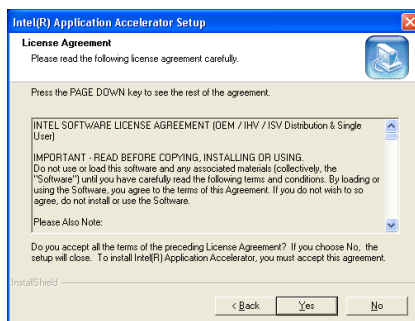 Intel(R) Application Accelerator Setup
License Agreement
Please read the following license agreement carefully.
Press the PAGE DOWN key to see the rest of the agreement.
INTEL SOFTWARE LICENSE AGREEMENT (OEM / IHV / ISV Distribution & Single
User)
IMPORTANT - READ BEFORE COPYING, INSTALLING OR USING.
Do not use or load this software and any associated materials (collectively, the
"Software") until you have carefully read the following terms and conditions. By loading or
using the Software, you agree to the terms of this Agreement. If you do not wish to so
agree, do not install or use the Software.
Please Also Note:
Do you accept all the terms of the preceding License Agreement? If you choose No, the
setup will close. To install Intel(R) Application Accelerator, you must accept this agreement.
InstallShield
< Back Yes No